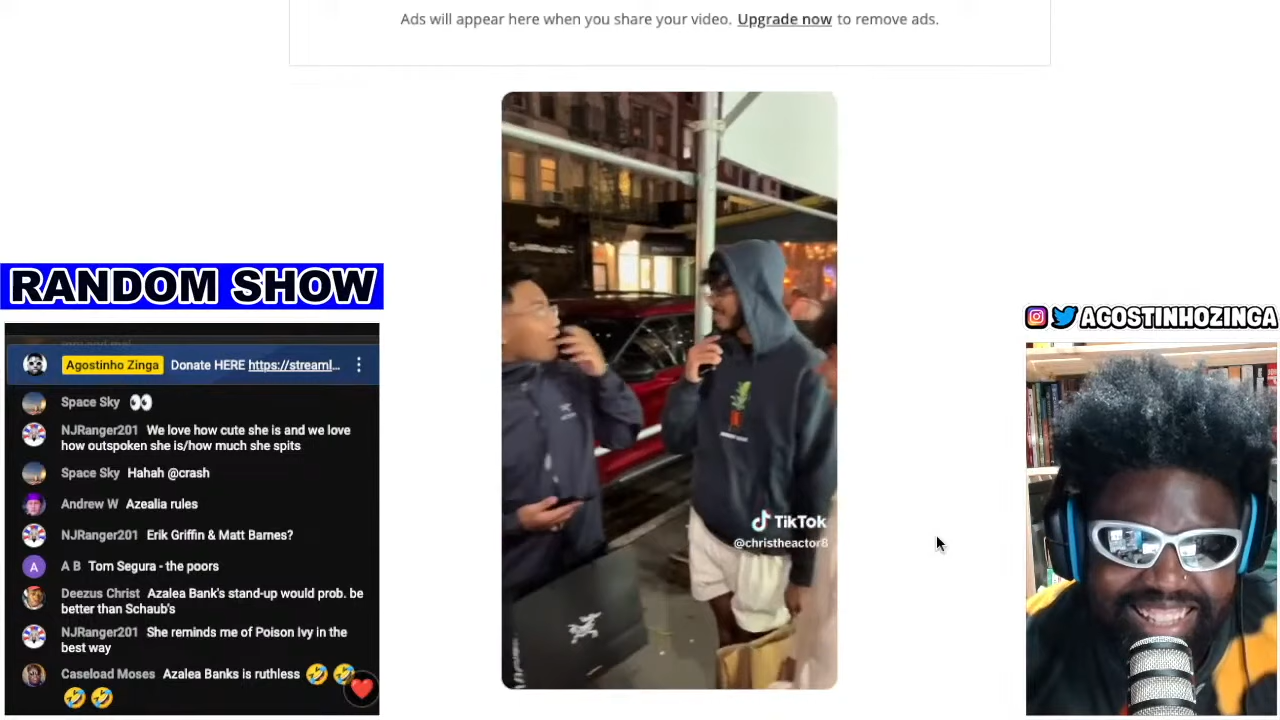 Ads will appear here when you share your video. Upgrade now to remove ads.
RANDOM SHOW
Agostinho Zinga Donate HERE https://streaml...
Space Sky 👀
NJRanger201 We love how cute she is and we love
how outspoken she is/how much she spits
Space Sky Hahah @crash
Andrew W Azealia rules
NJRanger201 Erik Griffin & Matt Barnes?
A
A B Tom Segura - the poors
Deezus Christ Azalea Bank's stand-up would prob. be
better than Schaub's
NJRanger201 She reminds me of Poison Ivy in the
best way
Caseload Moses Azalea Banks is ruthless 🤣 🤣
🤣 🤣
TikTok
@christheactor8
AGOSTINHOZINGA